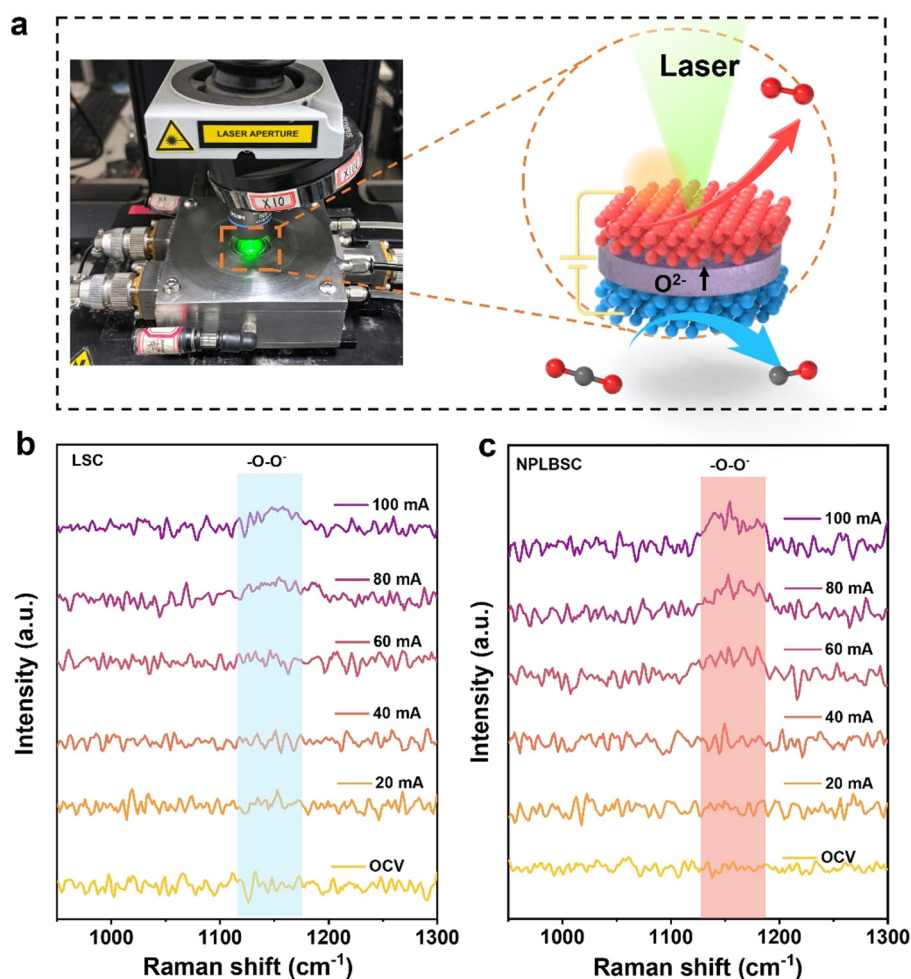 a
LASER APERTURE
X10
Laser
O²⁻
b
LSC
-O-O⁻
100 mA
80 mA
60 mA
40 mA
20 mA
OCV
Intensity (a.u.)
1000 1100 1200 1300
Raman shift (cm⁻¹)
c
NPLBSC
-O-O⁻
100 mA
80 mA
60 mA
40 mA
20 mA
OCV
Intensity (a.u.)
1000 1100 1200 1300
Raman shift (cm⁻¹)